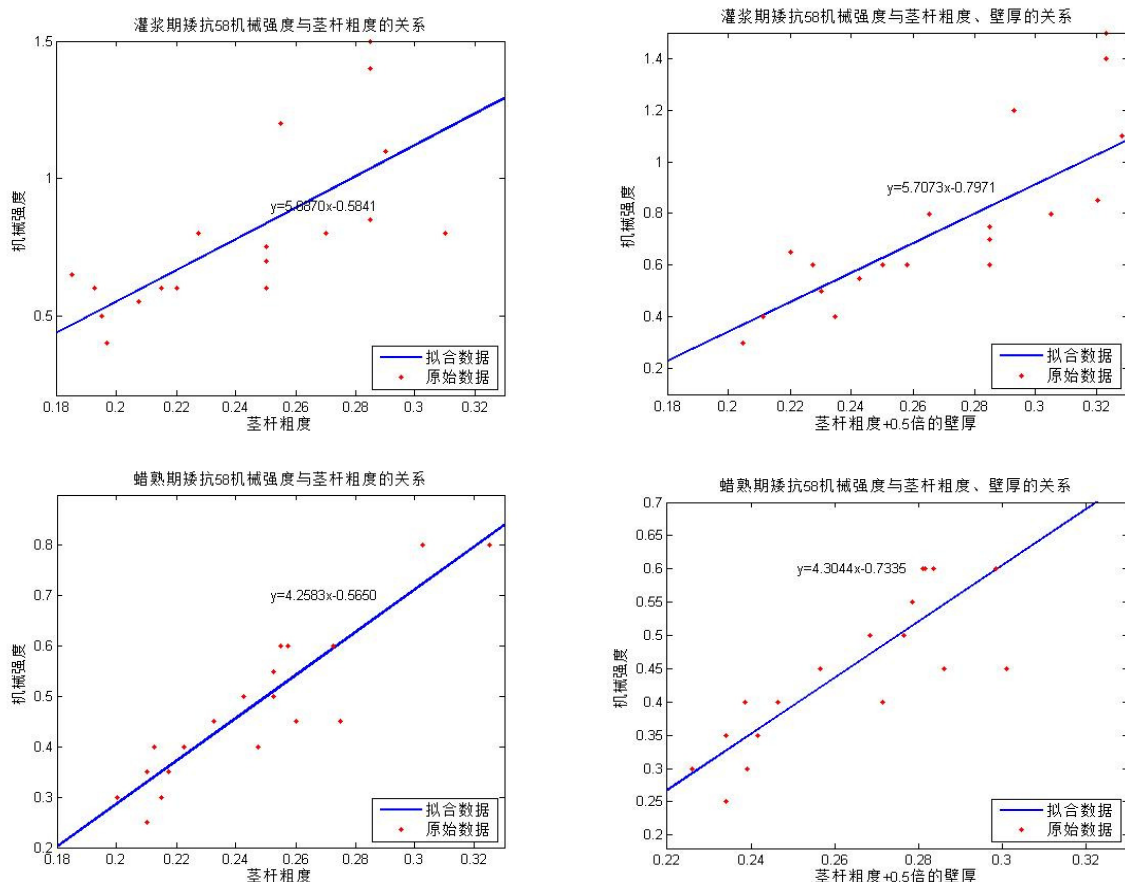 灌浆期矮抗58机械强度与茎杆粗度的关系
1.5
1
0.5
机械强度
y=5.6870x-0.5841
拟合数据
原始数据
0.18 0.2 0.22 0.24 0.26 0.28 0.3 0.32
茎杆粗度
灌浆期矮抗58机械强度与茎杆粗度、壁厚的关系
1.4
1.2
1
0.8
0.6
0.4
0.2
机械强度
y=5.7073x-0.7971
拟合数据
原始数据
0.18 0.2 0.22 0.24 0.26 0.28 0.3 0.32
茎杆粗度+0.5倍的壁厚
蜡熟期矮抗58机械强度与茎杆粗度的关系
0.8
0.7
0.6
0.5
0.4
0.3
0.2
机械强度
y=4.2583x-0.5650
拟合数据
原始数据
0.18 0.2 0.22 0.24 0.26 0.28 0.3 0.32
茎杆粗度
蜡熟期矮抗58机械强度与茎杆粗度、壁厚的关系
0.7
0.65
0.6
0.55
0.5
0.45
0.4
0.35
0.3
0.25
0.2
机械强度
y=4.3044x-0.7335
拟合数据
原始数据
0.22 0.24 0.26 0.28 0.3 0.32
茎杆粗度+0.5倍的壁厚